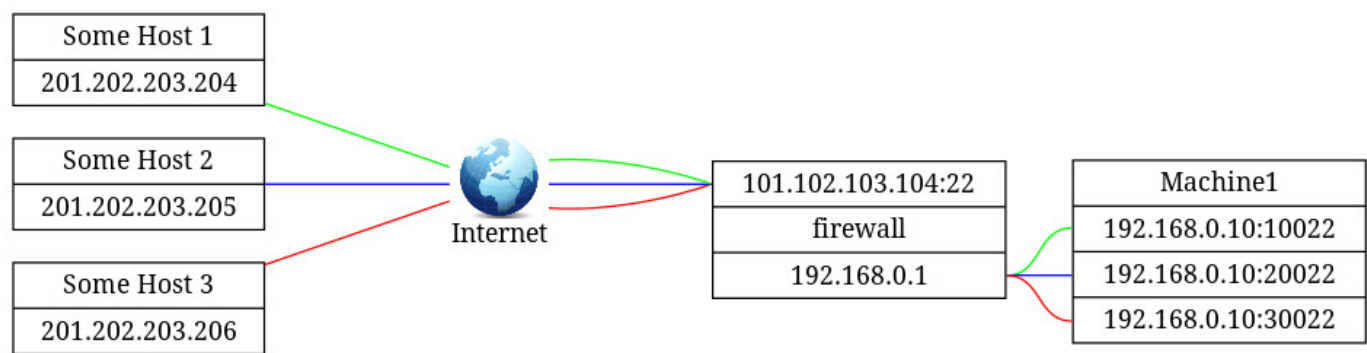 Some Host 1
201.202.203.204
Some Host 2
201.202.203.205
Some Host 3
201.202.203.206
Internet
101.102.103.104:22
firewall
192.168.0.1
Machine1
192.168.0.10:10022
192.168.0.10:20022
192.168.0.10:30022